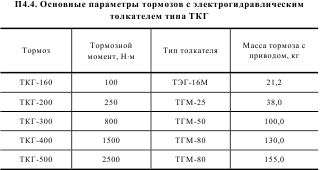 П4.4. Основные параметры тормозов с электрогидравлическим
толкателем типа ТКГ
Тормоз Тормозной момент, Н·м Тип толкателя Масса тормоза с приводом, кг
ТКГ-160 100 ТЭГ-16М 21,2
ТКГ-200 250 ТГМ-25 38,0
ТКГ-300 800 ТГМ-50 100,0
ТКГ-400 1500 ТГМ-80 130,0
ТКГ-500 2500 ТГМ-80 155,0